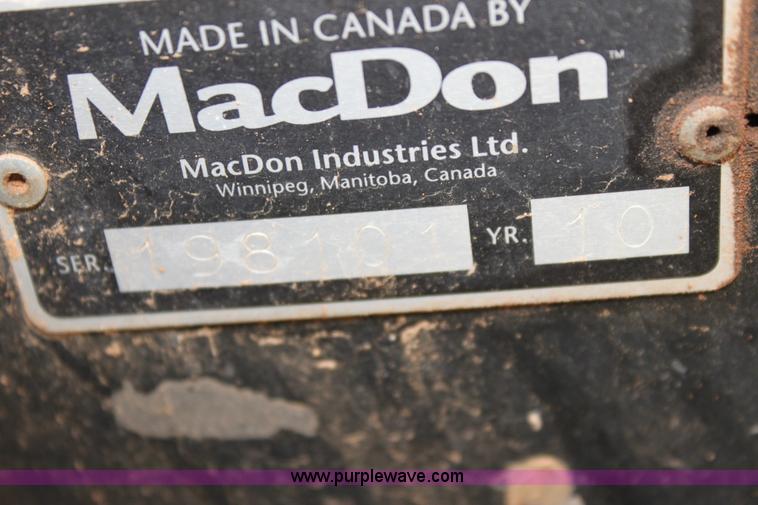 MADE IN CANADA BY
MacDon™
MacDon Industries Ltd.
Winnipeg, Manitoba, Canada
SER. 198101 YR. 10
www.purplewave.com